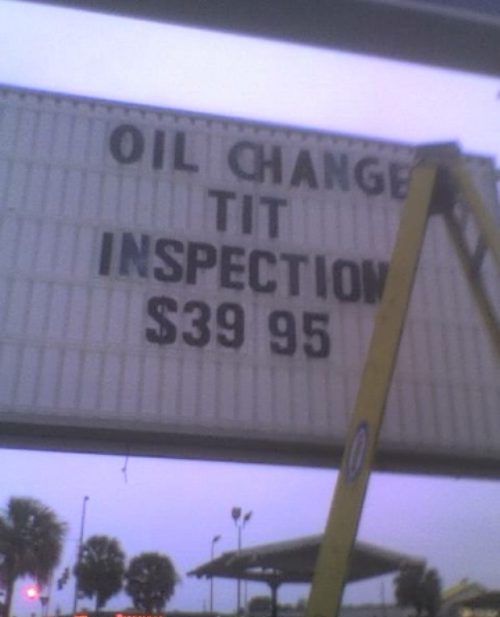 OIL CHANGE
TIT
INSPECTION
$39 95